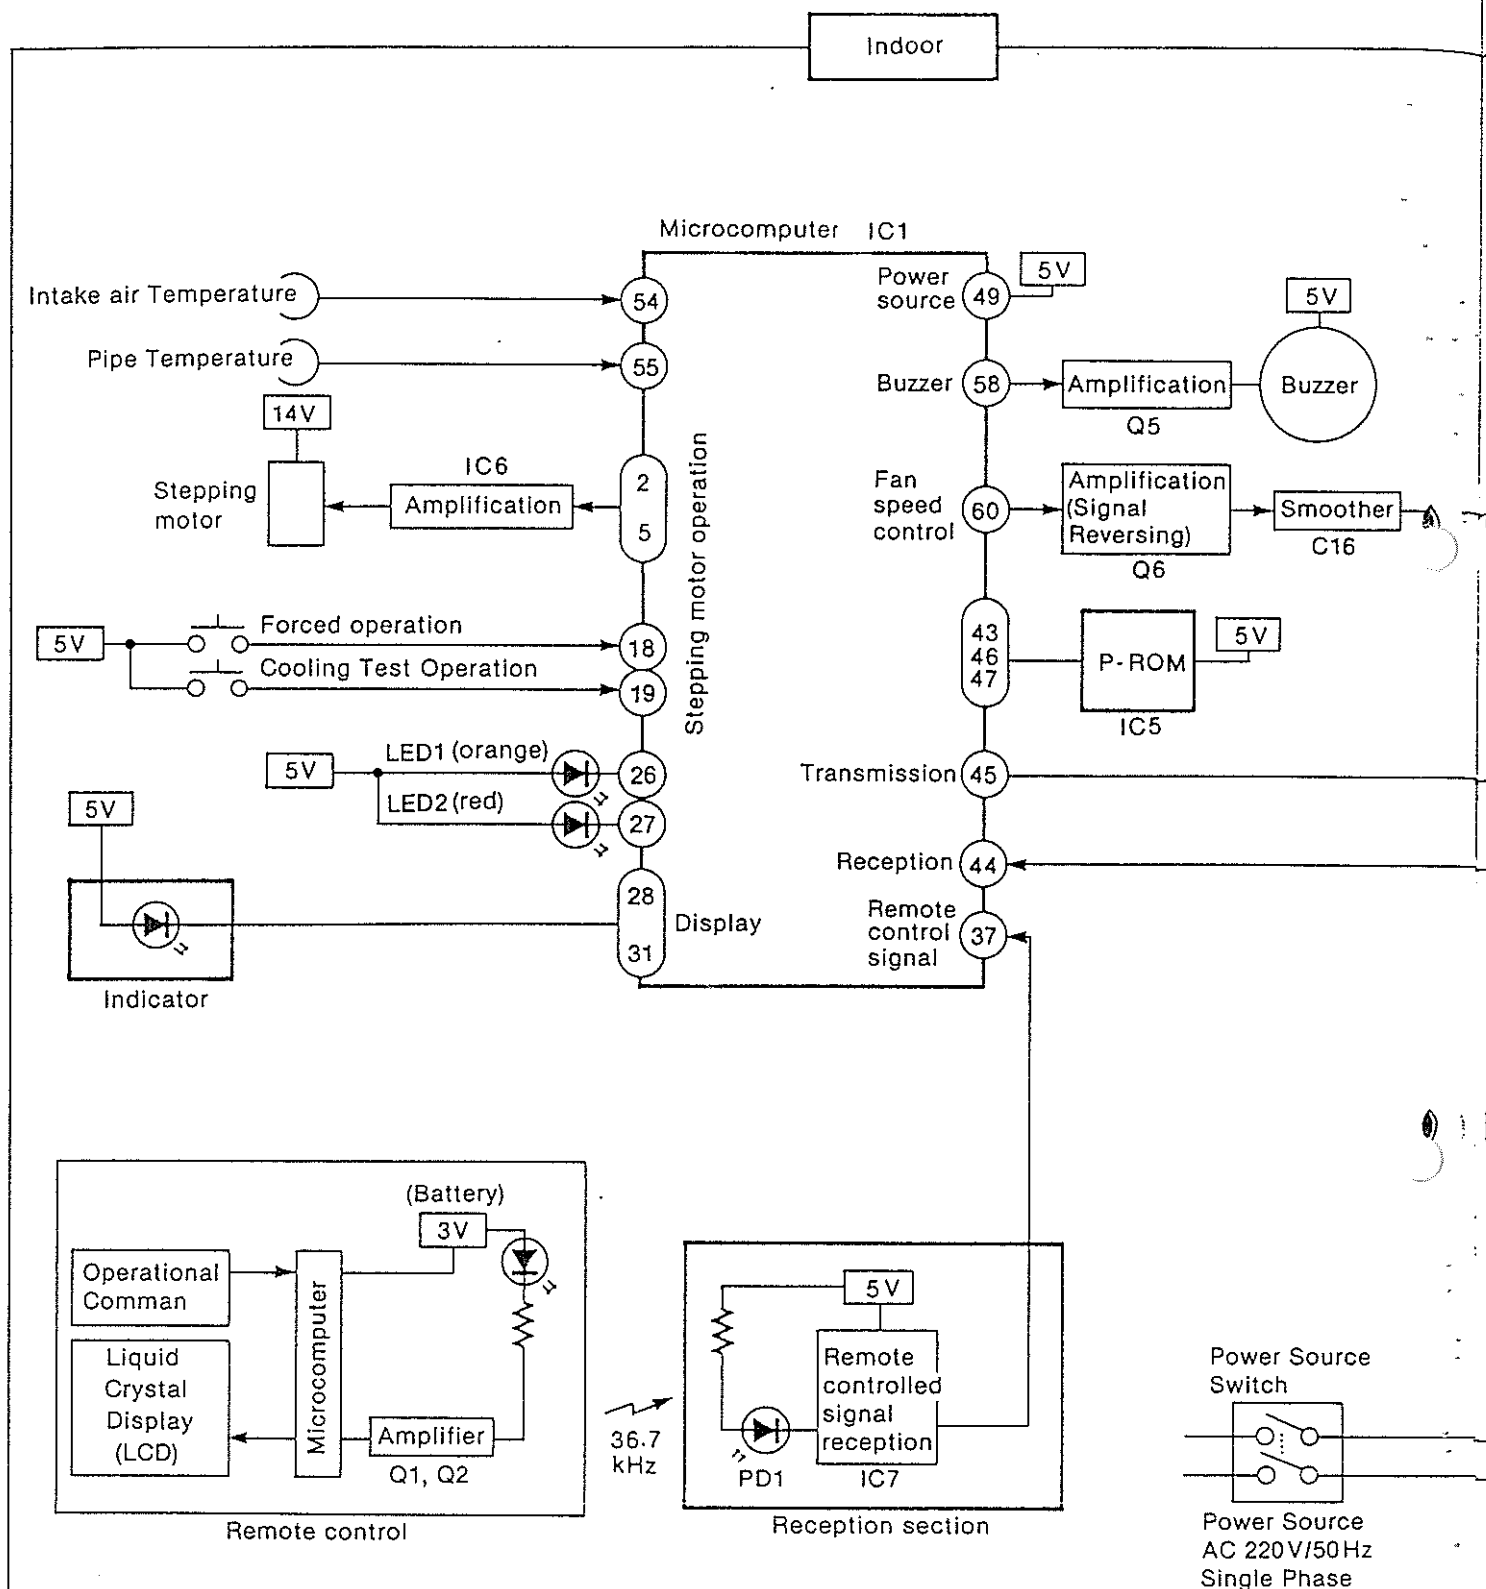 Indoor
Microcomputer IC1
Intake air Temperature
54
Pipe Temperature
55
14V
Stepping
motor
IC6
Amplification
2
5
Stepping motor operation
5V
Forced operation
18
Cooling Test Operation
19
5V
LED1 (orange)
26
LED2 (red)
27
5V
28
31
Display
Indicator
Power
source
49
5V
Buzzer
58
Amplification
Q5
5V
Buzzer
Fan
speed
control
60
Amplification
(Signal
Reversing)
Q6
Smoother
C16
43
46
47
P-ROM
IC5
5V
Transmission
45
Reception
44
Remote
control
signal
37
(Battery)
3V
Operational
Comman
Liquid
Crystal
Display
(LCD)
Microcomputer
Amplifier
Q1, Q2
Remote control
36.7
kHz
5V
Remote
controlled
signal
reception
PD1
IC7
Reception section
Power Source
Switch
Power Source
AC 220V/50Hz
Single Phase